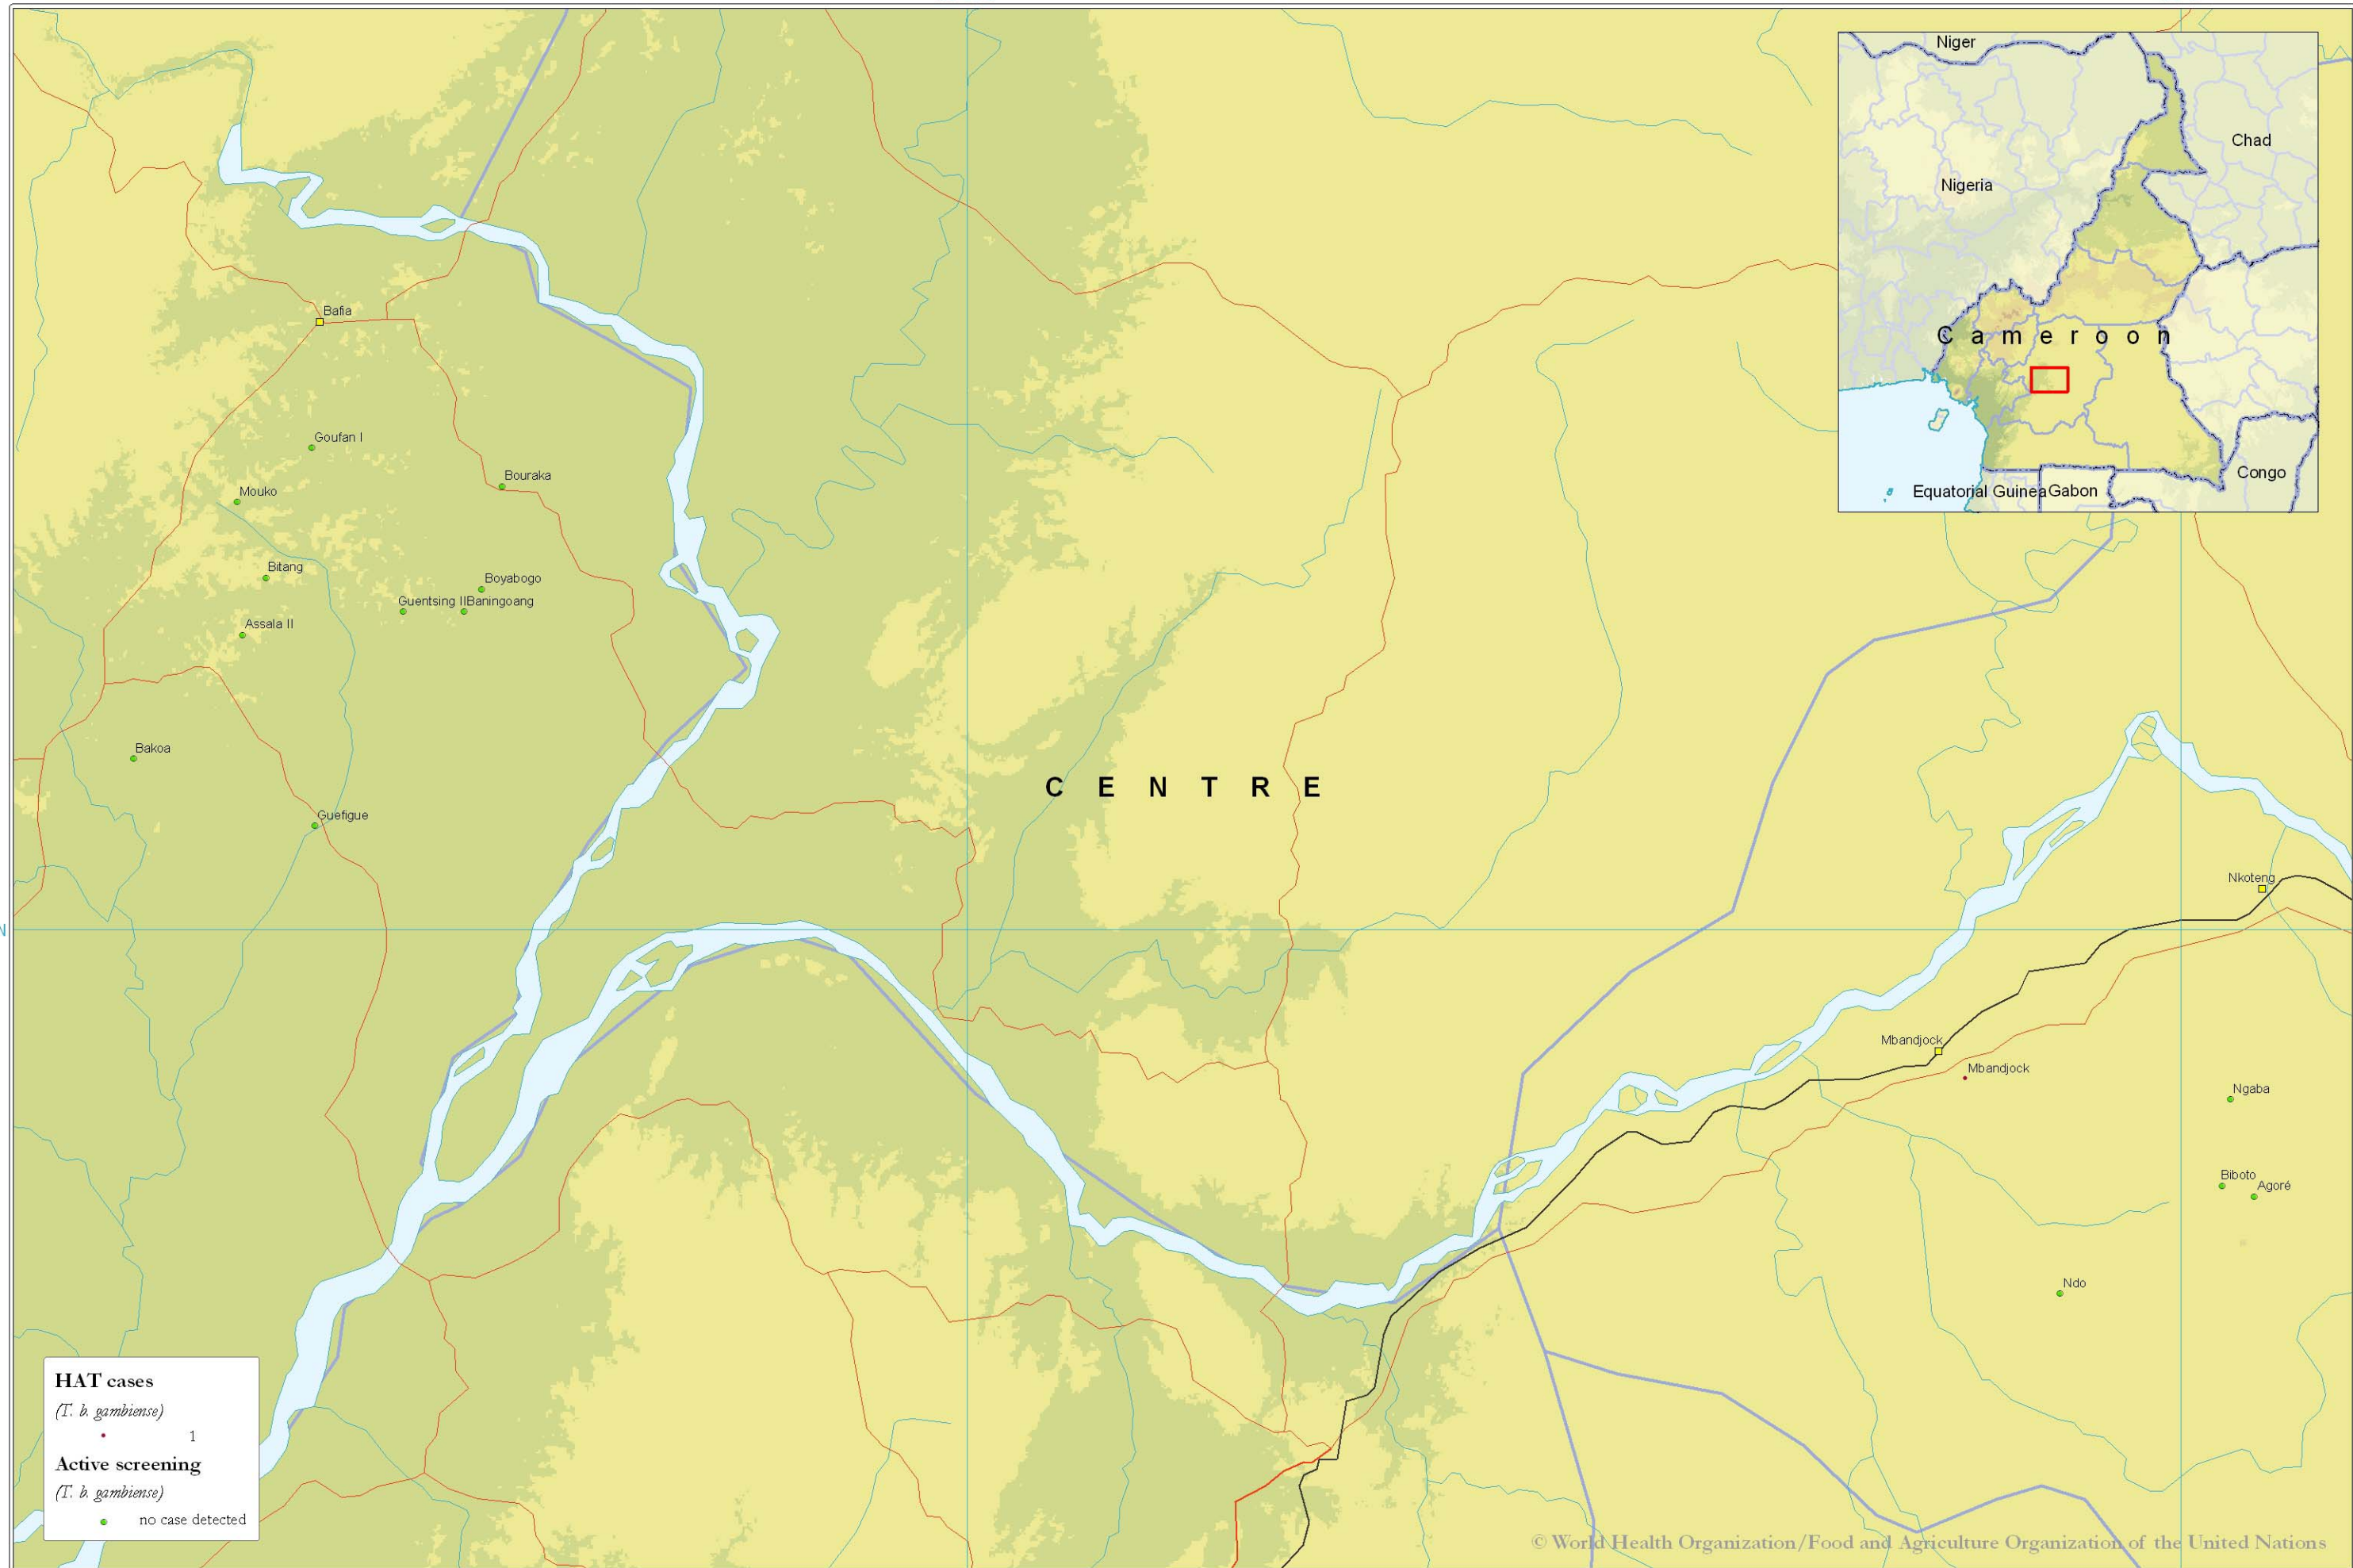 Niger
Chad
Nigeria
Cameroon
Congo
Equatorial Guinea
Gabon
Bafia
Goufan I
Bouraka
Mouko
Bitang
Boyabogo
Guentsing II
Baningoang
Assala II
Bakoa
CENTRE
Guefigue
Nkoteng
N
Mbandjock
Mbandjock
Ngaba
Biboto
Agoré
Ndo
HAT cases
(T. b. gambiense)
1
Active screening
(T. b. gambiense)
no case detected
© World Health Organization/Food and Agriculture Organization of the United Nations